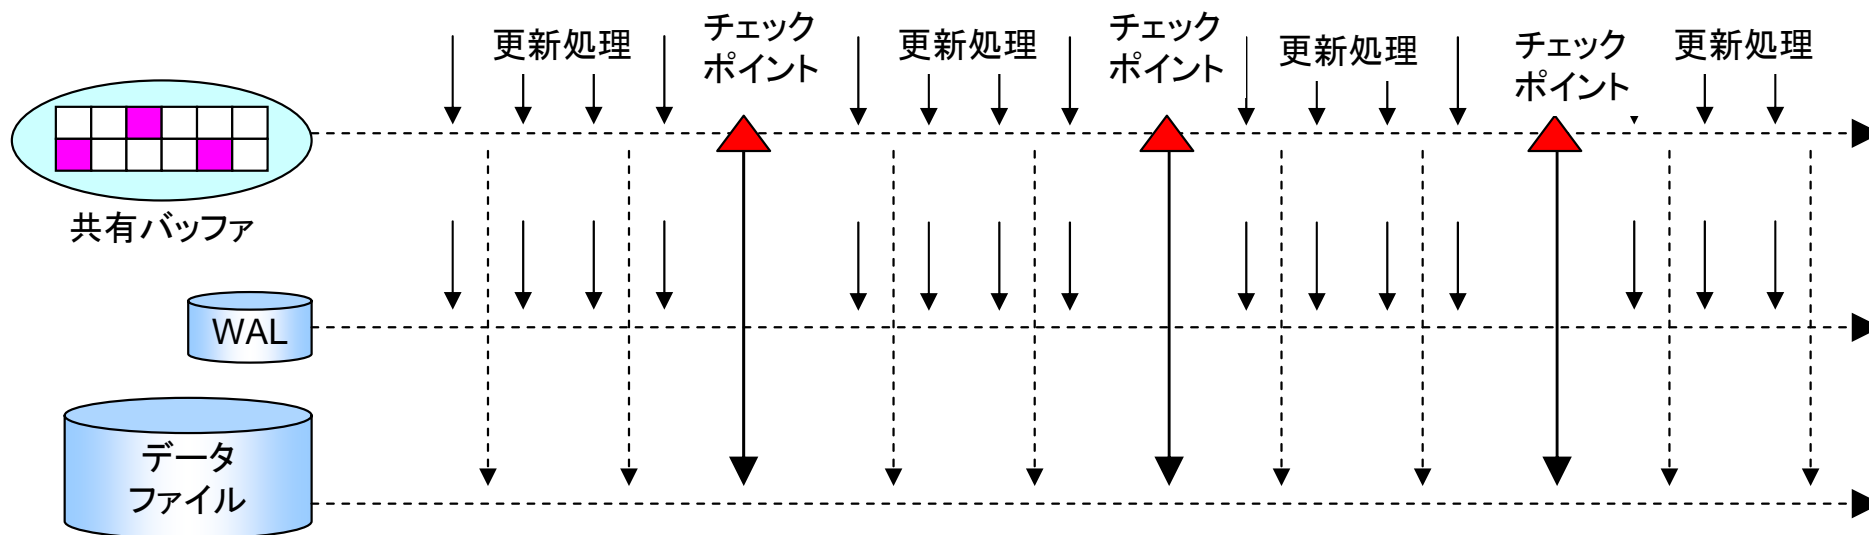 更新処理
チェック
ポイント
更新処理
チェック
ポイント
更新処理
チェック
ポイント
更新処理
共有バッファ
WAL
データ
ファイル